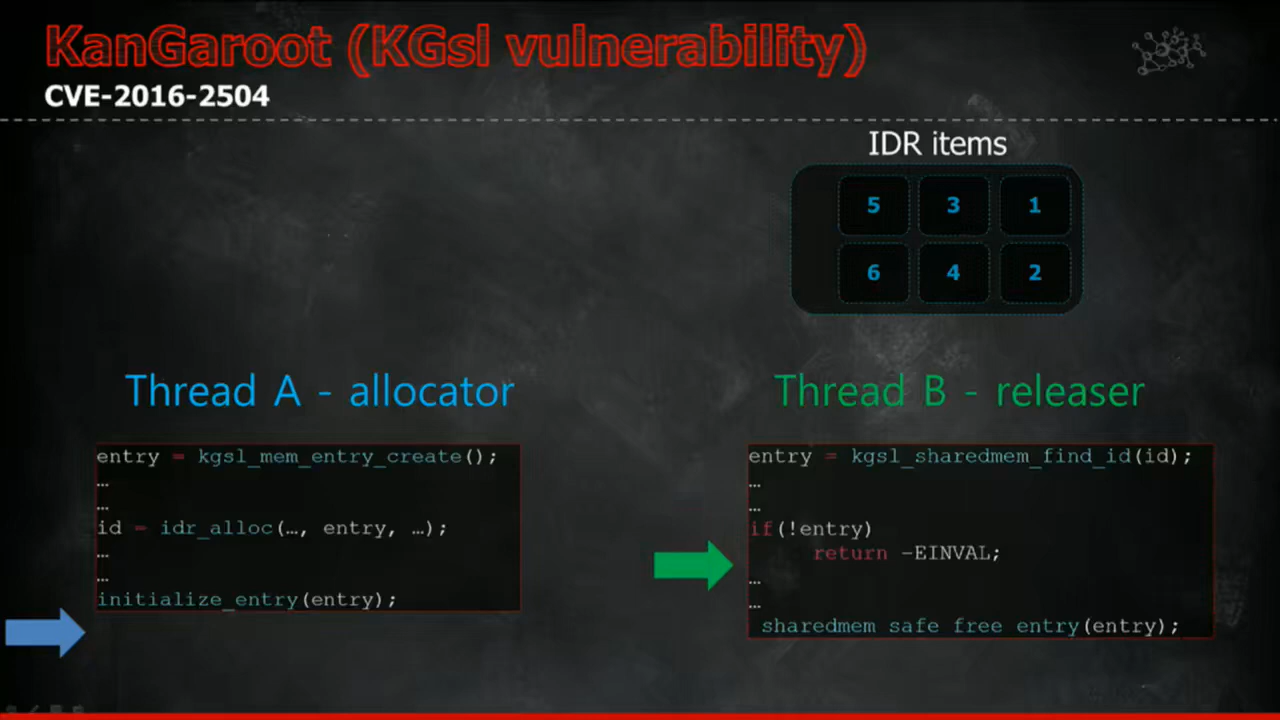 KanGaroot (KGsl vulnerability)
CVE-2016-2504
IDR items
5 3 1
6 4 2
Thread A - allocator
entry = kgsl_mem_entry_create();
…
…
id = idr_alloc(…, entry, …);
…
…
initialize_entry(entry);
Thread B - releaser
entry = kgsl_sharedmem_find_id(id);
…
…
if(!entry)
return -EINVAL;
…
…
sharedmem safe free entry(entry);